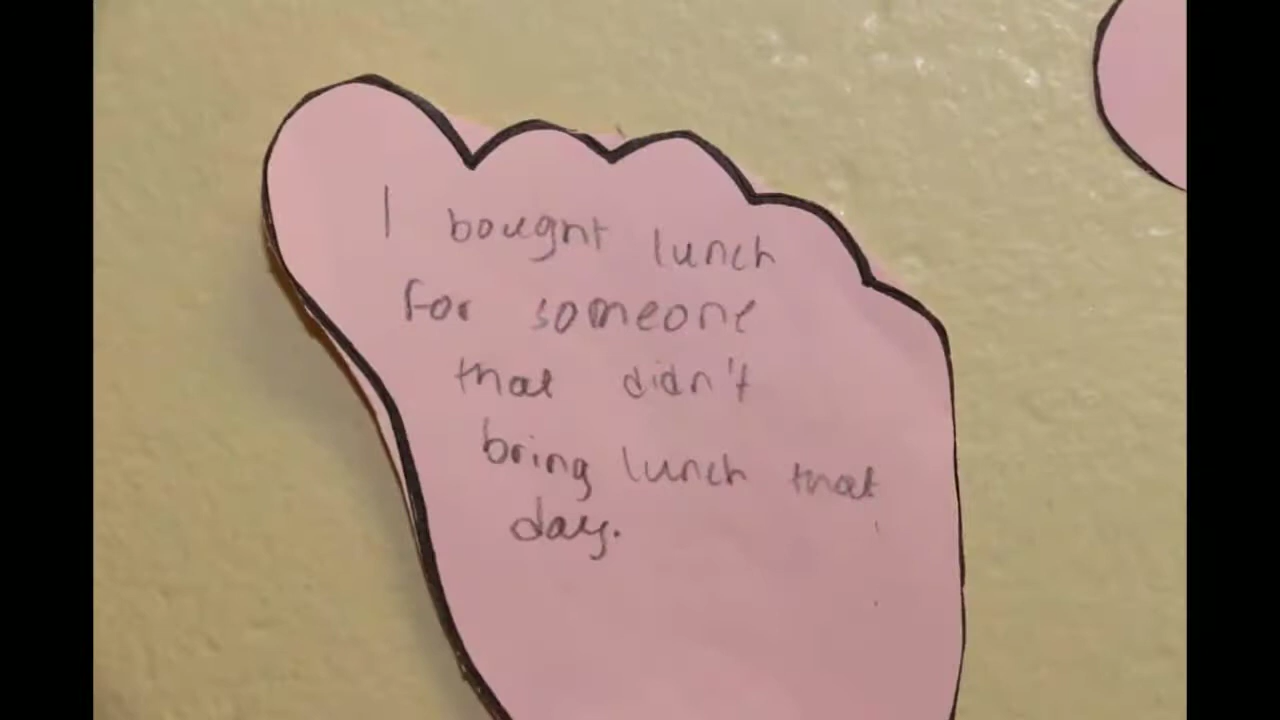 I bought lunch
for someone
that didn't
bring lunch that
day.